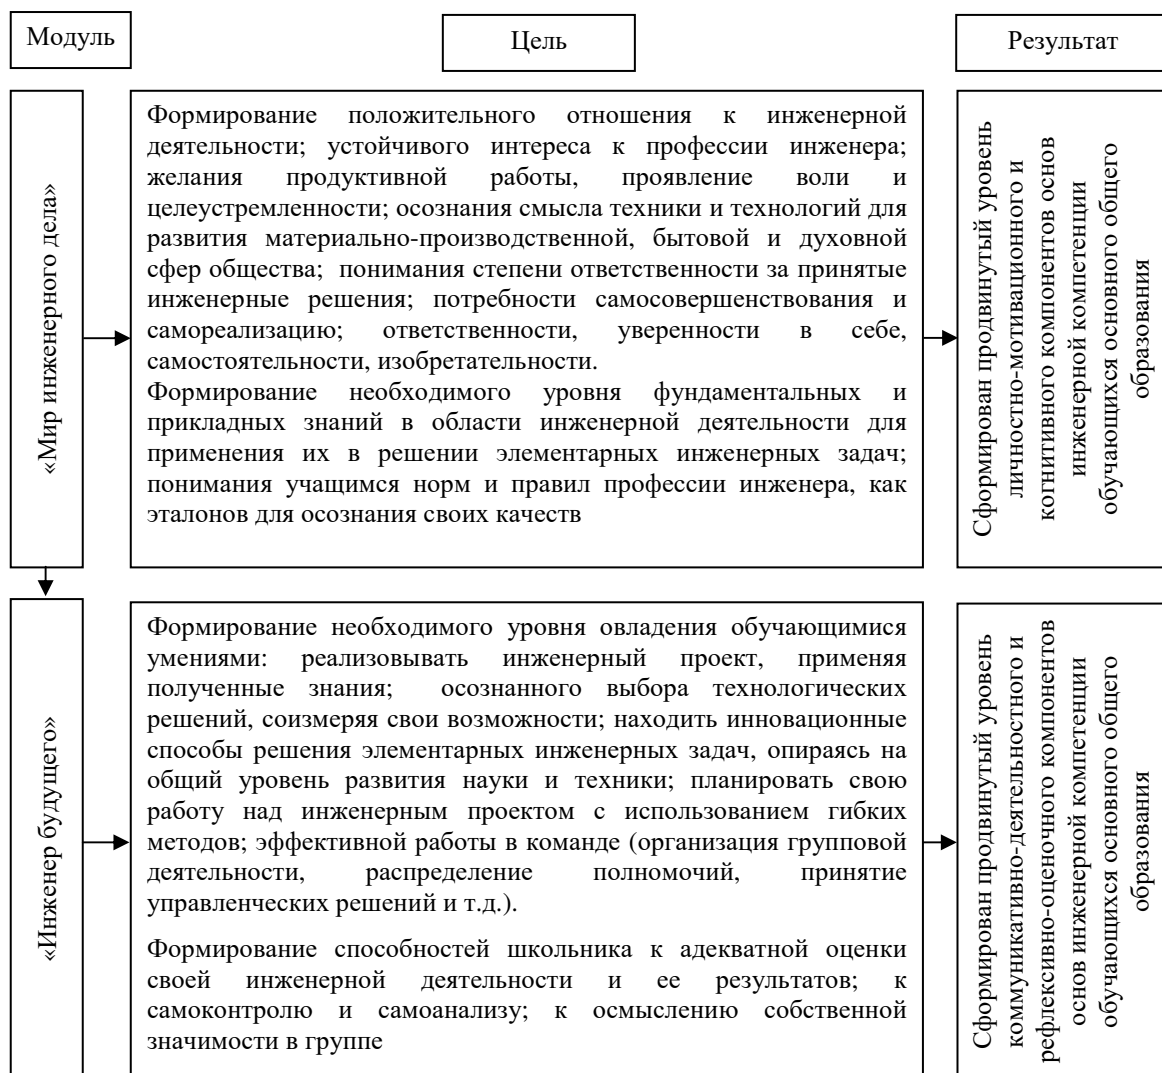 Модуль
Цель
Результат
«Мир инженерного дела»
Формирование положительного отношения к инженерной
деятельности; устойчивого интереса к профессии инженера;
желания продуктивной работы, проявление воли и
целеустремленности; осознания смысла техники и технологий для
развития материально-производственной, бытовой и духовной
сфер общества; понимания степени ответственности за принятые
инженерные решения; потребности самосовершенствования и
самореализацию; ответственности, уверенности в себе,
самостоятельности, изобретательности.
Формирование необходимого уровня фундаментальных и
прикладных знаний в области инженерной деятельности для
применения их в решении элементарных инженерных задач;
понимания учащимся норм и правил профессии инженера, как
эталонов для осознания своих качеств
Сформирован продвинутый уровень
личностно-мотивационного и
когнитивного компонентов основ
инженерной компетенции
обучающихся основного общего
образования
«Инженер будущего»
Формирование необходимого уровня овладения обучающимися
умениями: реализовывать инженерный проект, применяя
полученные знания; осознанного выбора технологических
решений, соизмеряя свои возможности; находить инновационные
способы решения элементарных инженерных задач, опираясь на
общий уровень развития науки и техники; планировать свою
работу над инженерным проектом с использованием гибких
методов; эффективной работы в команде (организация групповой
деятельности, распределение полномочий, принятие
управленческих решений и т.д.).
Формирование способностей школьника к адекватной оценки
своей инженерной деятельности и ее результатов; к
самоконтролю и самоанализу; к осмыслению собственной
значимости в группе
Сформирован продвинутый уровень
коммуникативно-деятельностного и
рефлексивно-оценочного компонентов
основ инженерной компетенции
обучающихся основного общего
образования